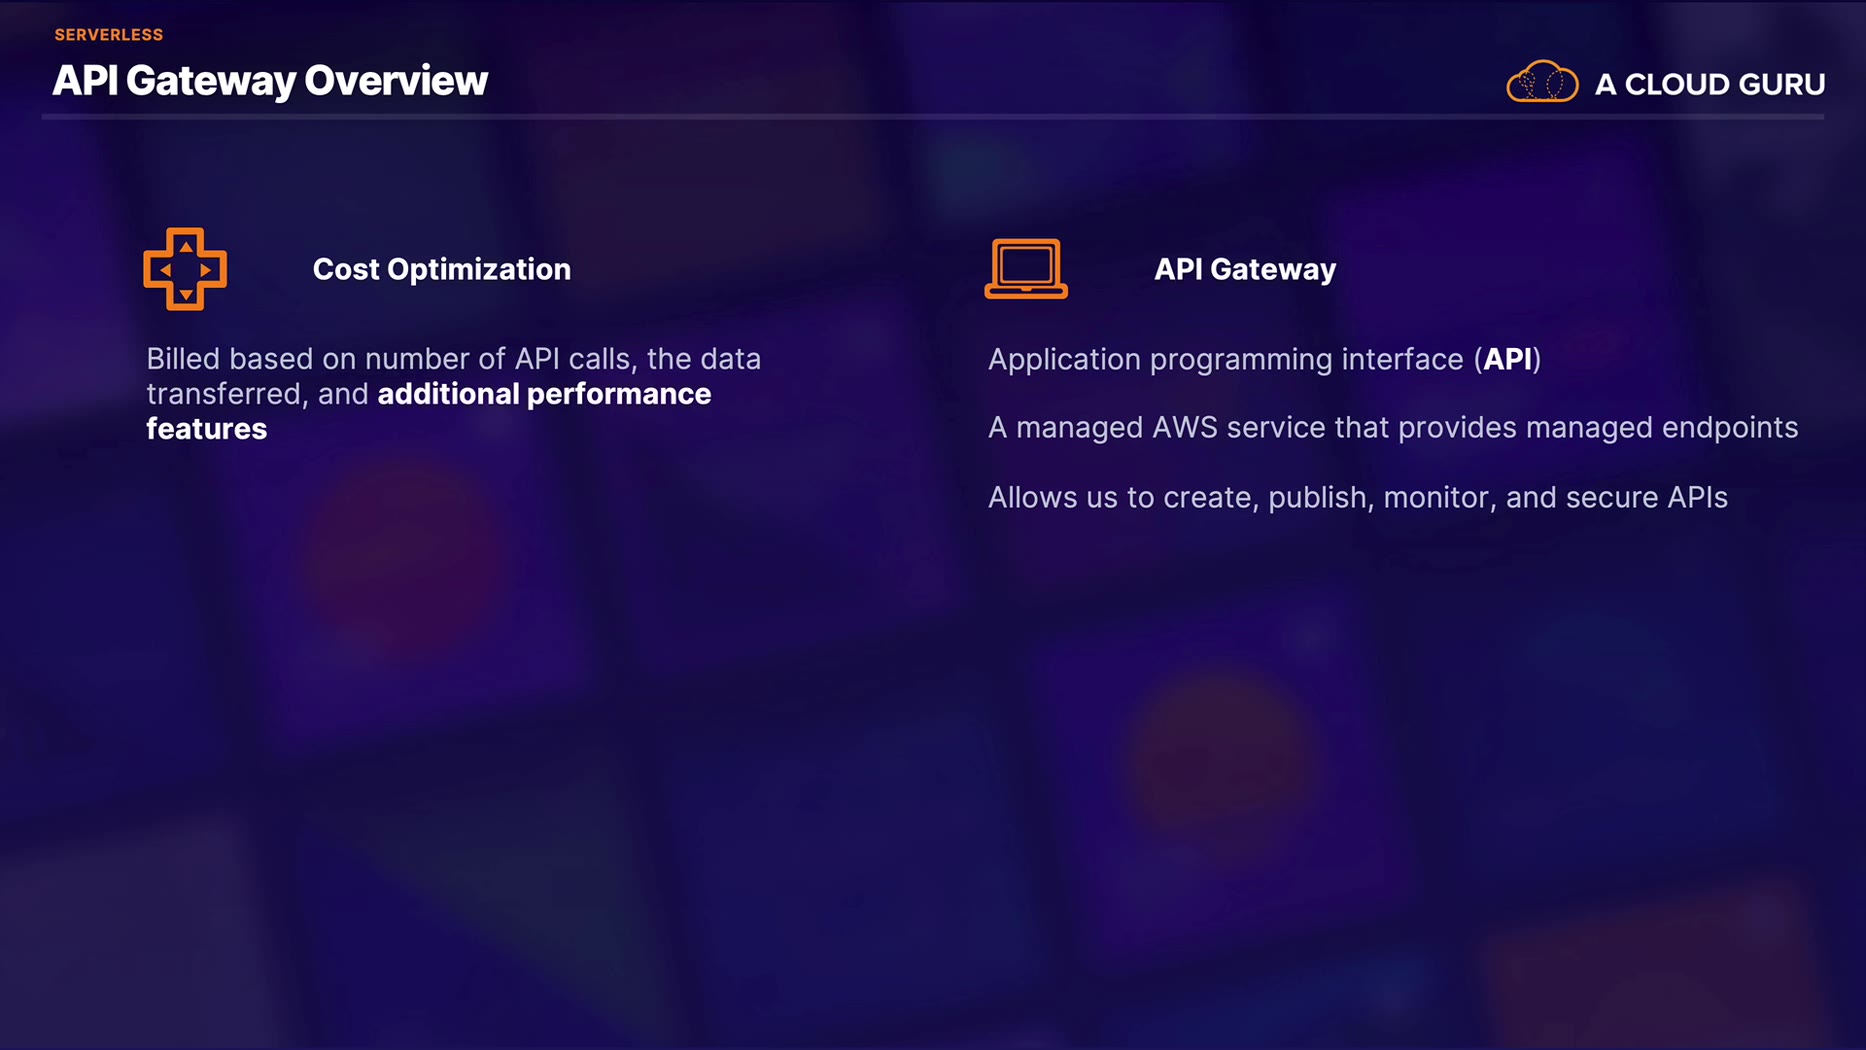 SERVERLESS
API Gateway Overview
A CLOUD GURU
Cost Optimization
Billed based on number of API calls, the data
transferred, and additional performance
features
API Gateway
Application programming interface (API)
A managed AWS service that provides managed endpoints
Allows us to create, publish, monitor, and secure APIs